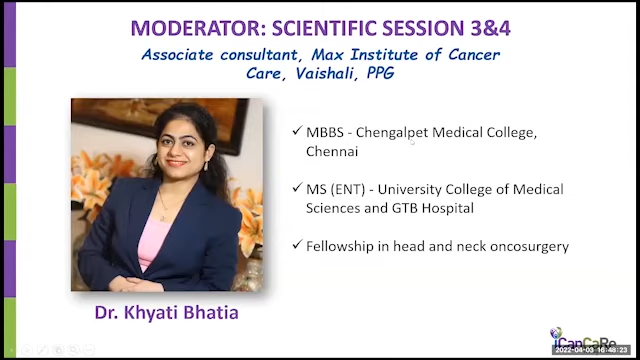 MODERATOR: SCIENTIFIC SESSION 3&4
Associate consultant, Max Institute of Cancer
Care, Vaishali, PPG
✓ MBBS - Chengalpet Medical College,
Chennai
✓ MS (ENT) - University College of Medical
Sciences and GTB Hospital
✓ Fellowship in head and neck oncosurgery
Dr. Khyati Bhatia
iCanCaRe
2022-04-03 16:48:23